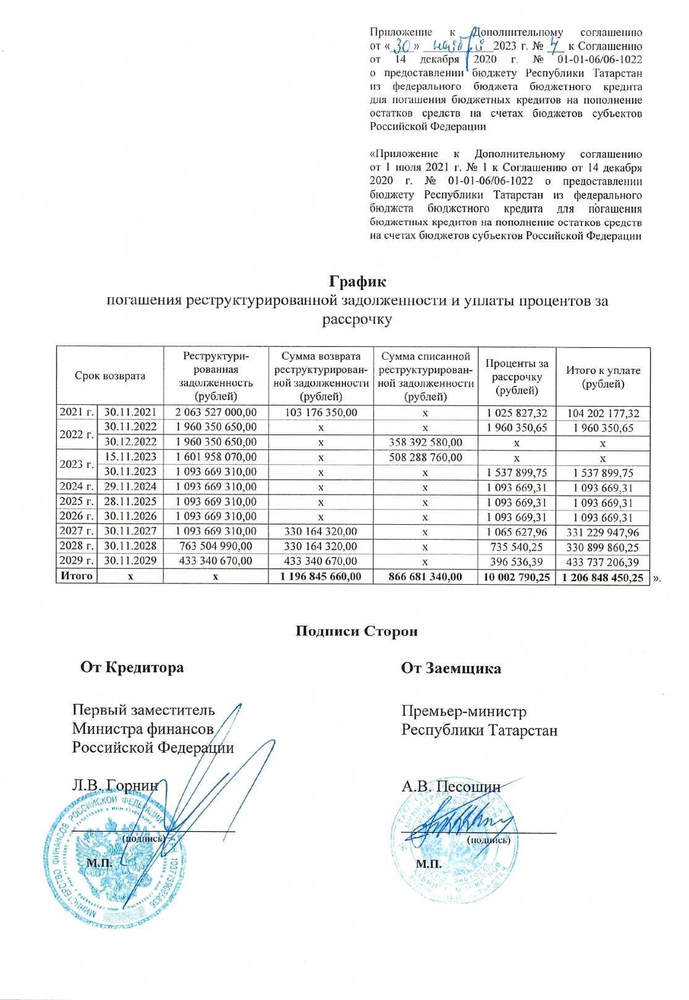 Приложение к Дополнительному соглашению
от «30» ноября 2023 г. № к Соглашению
от 14 декабря 2020 г. № 01-01-06/06-1022
о предоставлении бюджету Республики Татарстан
из федерального бюджета бюджетного кредита
для погашения бюджетных кредитов на пополнение
остатков средств на счетах бюджетов субъектов
Российской Федерации
«Приложение к Дополнительному соглашению
от 1 июля 2021 г. № 1 к Соглашению от 14 декабря
2020 г. № 01-01-06/06-1022 о предоставлении
бюджету Республики Татарстан из федерального
бюджета бюджетного кредита для погашения
бюджетных кредитов на пополнение остатков средств
на счетах бюджетов субъектов Российской Федерации
График
погашения реструктурированной задолженности и уплаты процентов за
рассрочку
Срок возврата
Реструктури-
рованная
задолженность
(рублей)
Сумма возврата
реструктурирован-
ной задолженности
(рублей)
Сумма списанной
реструктурирован-
ной задолженности
(рублей)
Проценты за
рассрочку
(рублей)
Итого к уплате
(рублей)
2021 г. 30.11.2021 2 063 527 000,00 103 176 350,00 х 1 025 827,32 104 202 177,32
2022 г. 30.11.2022 1 960 350 650,00 х х 1 960 350,65 1 960 350,65
30.12.2022 1 960 350 650,00 х 358 392 580,00 х х
2023 г. 15.11.2023 1 601 958 070,00 х 508 288 760,00 х х
30.11.2023 1 093 669 310,00 х х 1 537 899,75 1 537 899,75
2024 г. 29.11.2024 1 093 669 310,00 х х 1 093 669,31 1 093 669,31
2025 г. 28.11.2025 1 093 669 310,00 х х 1 093 669,31 1 093 669,31
2026 г. 30.11.2026 1 093 669 310,00 х х 1 093 669,31 1 093 669,31
2027 г. 30.11.2027 1 093 669 310,00 330 164 320,00 х 1 065 627,96 331 229 947,96
2028 г. 30.11.2028 763 504 990,00 330 164 320,00 х 735 540,25 330 899 860,25
2029 г. 30.11.2029 433 340 670,00 433 340 670,00 х 396 536,39 433 737 206,39
Итого х х 1 196 845 660,00 866 681 340,00 10 002 790,25 1 206 848 450,25 ».
Подписи Сторон
От Кредитора
Первый заместитель
Министра финансов
Российской Федерации
Л.В. Горнин
(подпись)
М.П.
МИНИСТЕРСТВО ФИНАНСОВ РОССИЙСКОЙ ФЕДЕРАЦИИ
От Заемщика
Премьер-министр
Республики Татарстан
А.В. Песошин
(подпись)
М.П.